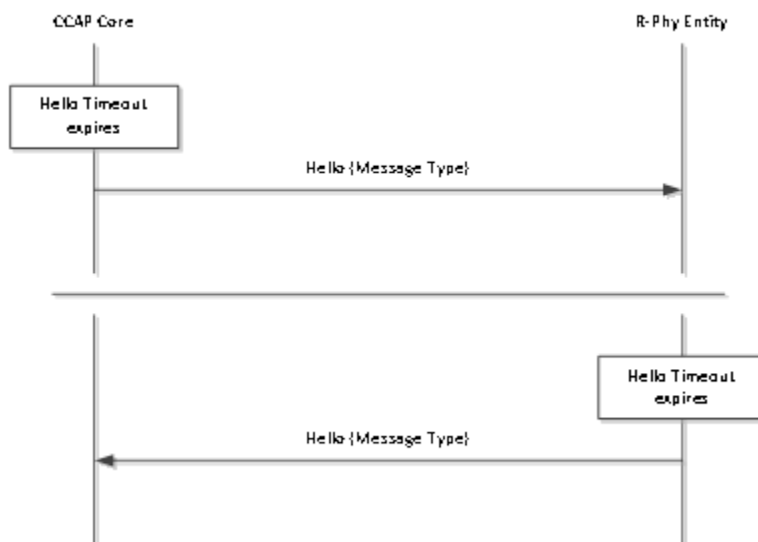 CCAP Core
R-Phy Entity
Hello Timeout
expires
Hello {Message Type}
Hello Timeout
expires
Hello {Message Type}